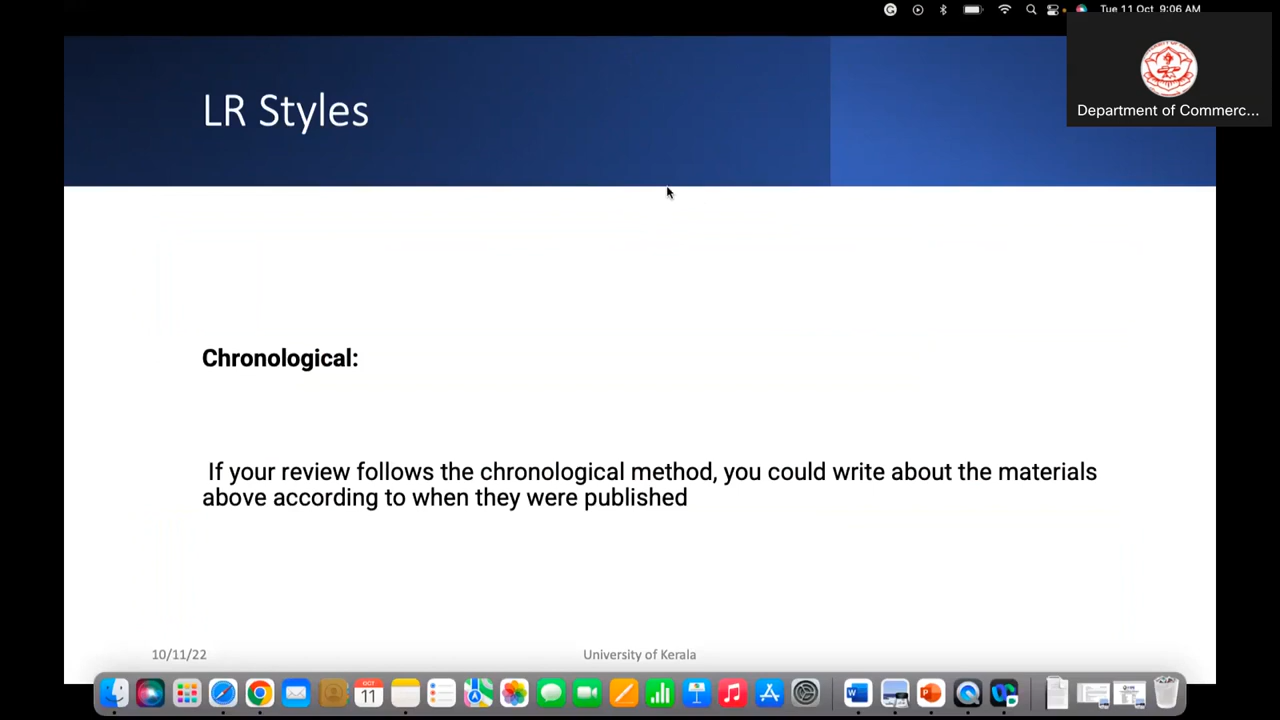 Tue 11 Oct 9:06 AM
Department of Commerc...
LR Styles
Chronological:
If your review follows the chronological method, you could write about the materials
above according to when they were published
10/11/22
University of Kerala
OCT
11